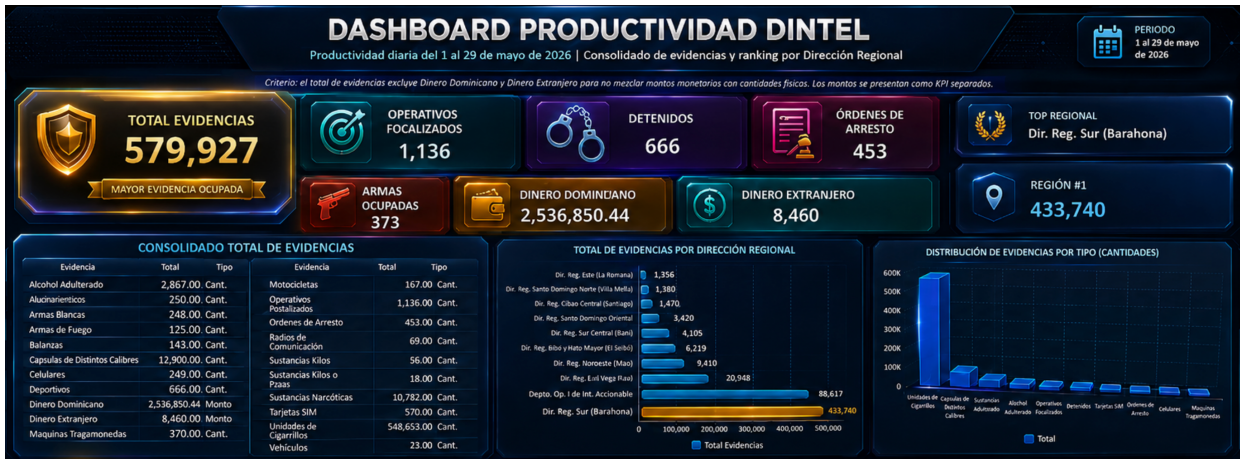 DASHBOARD PRODUCTIVIDAD DINTEL
Productividad diaria del 1 al 29 de mayo de 2026 | Consolidado de evidencias y ranking por Dirección Regional
PERIODO
1 al 29 de mayo
de 2026
Criterio: el total de evidencias excluye Dinero Dominicano y Dinero Extranjero para no mezclar montos monetarios con cantidades físicas. Los montos se presentan como KPI separados.
TOTAL EVIDENCIAS
579,927
MAYOR EVIDENCIA OCUPADA
OPERATIVOS
FOCALIZADOS
1,136
DETENIDOS
666
ÓRDENES DE
ARRESTO
453
TOP REGIONAL
Dir. Reg. Sur (Barahona)
ARMAS
OCUPADAS
373
DINERO
2,536,850.44
DINERO EXTRANJERO
8,460
REGIÓN #1
433,740
CONSOLIDADO TOTAL DE EVIDENCIAS
Evidencia Total Tipo
Alcohol Adulterado 2,867.00 Cant.
250.00 Cant.
Armas Blancas 248.00 Cant.
Armas de Fuego 125.00 Cant.
Balanzas 143.00 Cant.
Capsulas de Distintos Calibres 12,900.00 Cant.
Celulares 249.00 Cant.
Deportivos 666.00 Cant.
Dinero Dominicano 2,536,850.44 Monto
Dinero Extranjero 8,460.00 Monto
Maquinas Tragamonedas 370.00 Cant.
Evidencia Total Tipo
Motocicletas 167.00 Cant.
Operativos
Postalizados
1,136.00 Cant.
Ordenes de Arresto 453.00 Cant.
Radios de
Comunicación
69.00 Cant.
Sustancias Kilos 56.00 Cant.
Sustancias Kilos o
Pzaas
18.00 Cant.
Sustancias Narcóticas 10,782.00 Cant.
Tarjetas SIM 570.00 Cant.
Unidades de
Cigarrillos
548,653.00 Cant.
Vehículos 23.00 Cant.
TOTAL DE EVIDENCIAS POR DIRECCIÓN REGIONAL
Dir. Reg. Este (La Romana) 1,356
Dir. Reg. Santo Domingo Norte (Villa Mella) 1,380
Dir. Reg. Cibao Central (Santiago) 1,470
Dir. Reg. Santo Domingo Oriental 3,420
Dir. Reg. Sur Central (Bani) 4,105
Dir. Reg. y Hato Mayor (El Seibó) 6,219
Dir. Reg. Noroeste (Mao) 9,410
Dir. Reg. Vega 20,948
Depto. Op. I de Int. Accionable 88,617
Dir. Reg. Sur (Barahona) 433,740
0 100,000 200,000 300,000 400,000 500,000
Total Evidencias
DISTRIBUCIÓN DE EVIDENCIAS POR TIPO (CANTIDADES)
600K
500K
400K
300K
200K
100K
0
Unidades de
Cigarrillos
Capsulas de
Distintos
Calibres
Sustancias
Adultorado
Alochol
Adulterado
Operativos
Focalizados
Detenidos
Tarjetas SIM
Ordenes de
Arresto
Celulares
Maquinas
Tragamonedas
Total